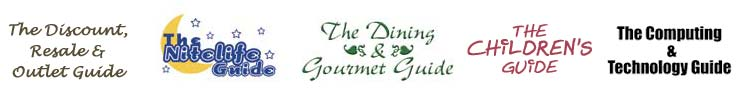 The Discount,
Resale &
Outlet Guide
The
Nitelife
Guide
The Dining
&
Gourmet Guide
THE
CHiLDREN'S
GUiDE
The Computing
&
Technology Guide